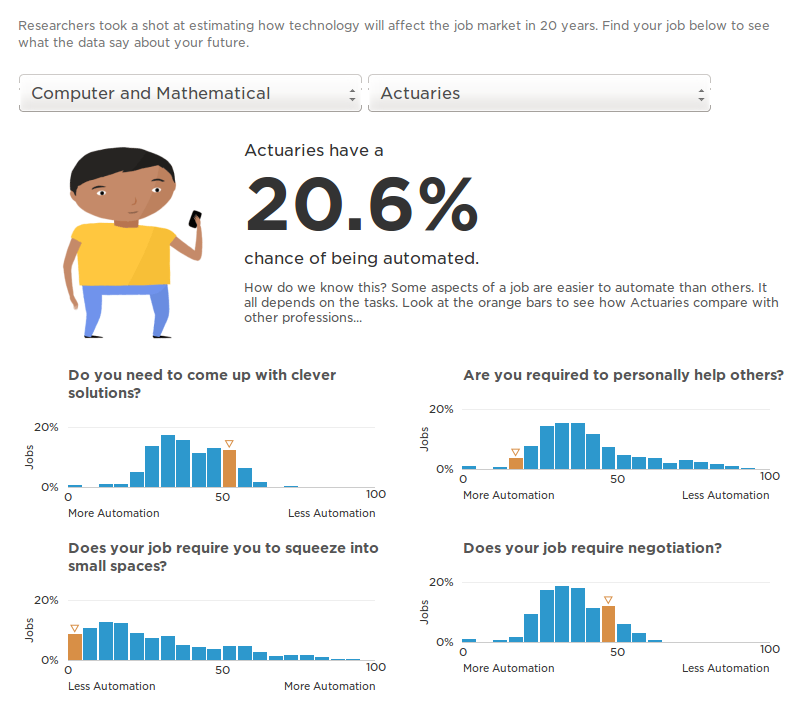 Researchers took a shot at estimating how technology will affect the job market in 20 years. Find your job below to see
what the data say about your future.
Computer and Mathematical
Actuaries
Actuaries have a
20.6%
chance of being automated.
How do we know this? Some aspects of a job are easier to automate than others. It
all depends on the tasks. Look at the orange bars to see how Actuaries compare with
other professions...
Do you need to come up with clever
solutions?
20%
Jobs
0%
0
50
100
More Automation
Less Automation
Are you required to personally help others?
20%
Jobs
0%
0
50
100
More Automation
Less Automation
Does your job require you to squeeze into
small spaces?
20%
Jobs
0%
0
50
100
Less Automation
More Automation
Does your job require negotiation?
20%
Jobs
0%
0
50
100
More Automation
Less Automation